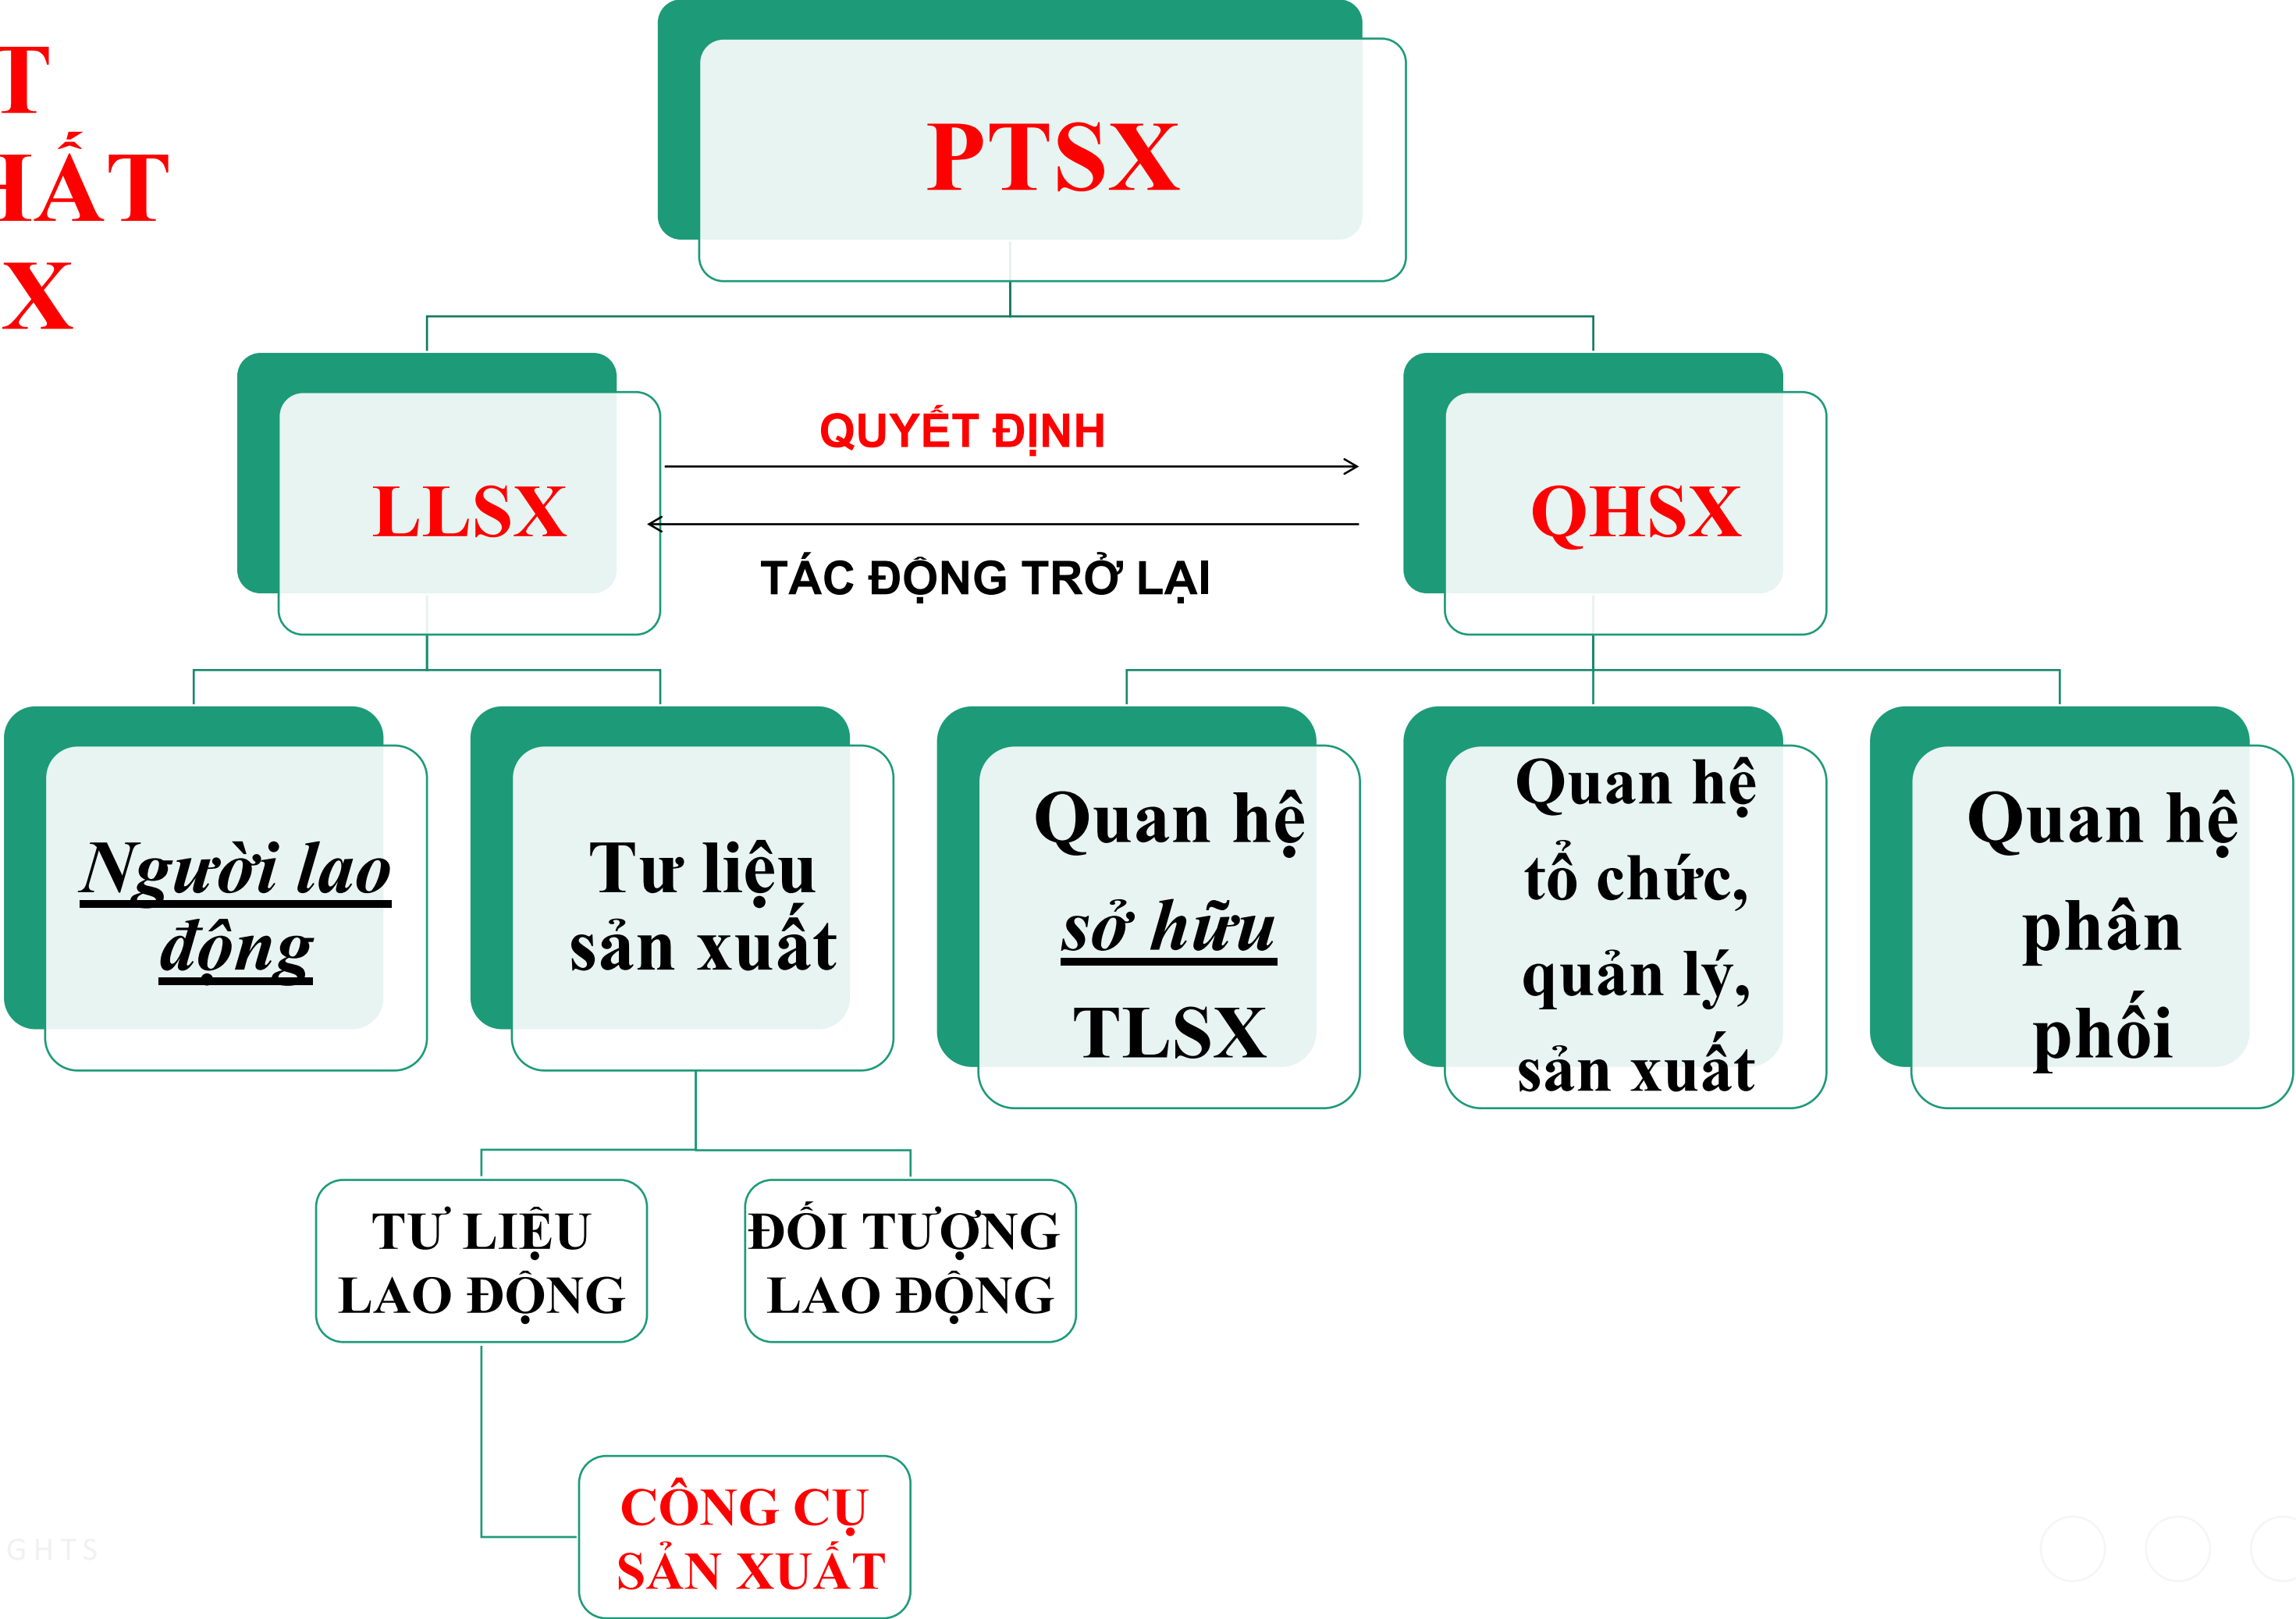 T
HẤT
X
PTSX
QUYẾT ĐỊNH
LLSX
QHSX
TÁC ĐỘNG TRỞ LẠI
Người lao
động
Tư liệu
sản xuất
Quan hệ
sở hữu
TLSX
Quan hệ
tổ chức,
quản lý,
sản xuất
Quan hệ
phân
phối
TƯ LIỆU
LAO ĐỘNG
ĐỐI TƯỢNG
LAO ĐỘNG
CÔNG CỤ
SẢN XUẤT
GHTS